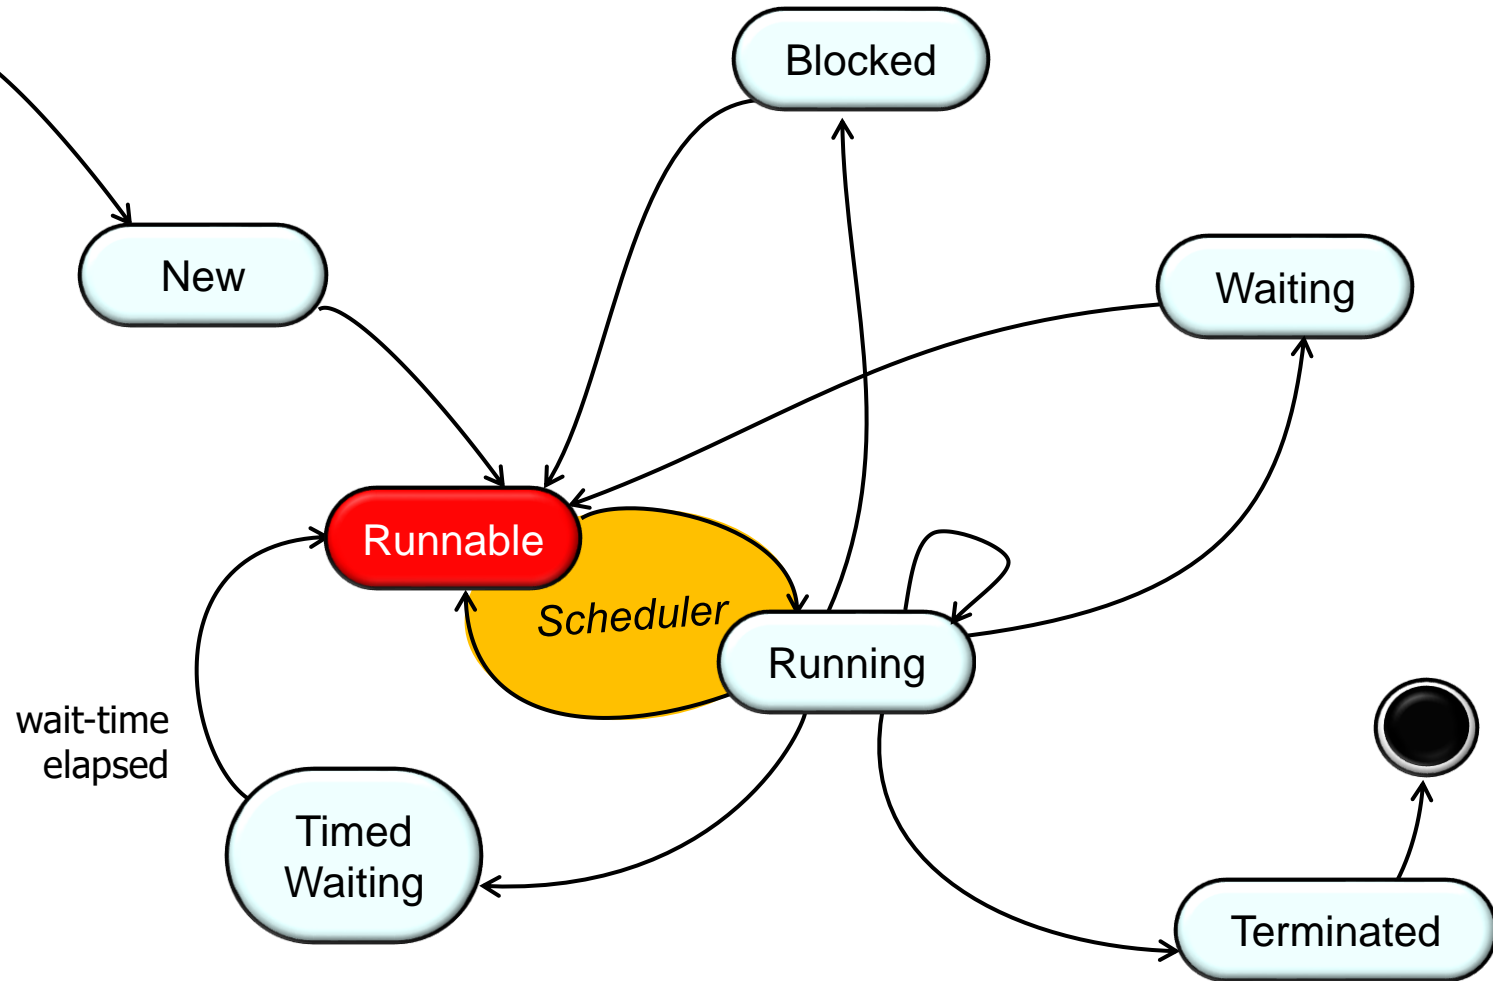 Blocked
New
Waiting
Runnable
Scheduler
Running
wait-time
elapsed
Timed
Waiting
Terminated